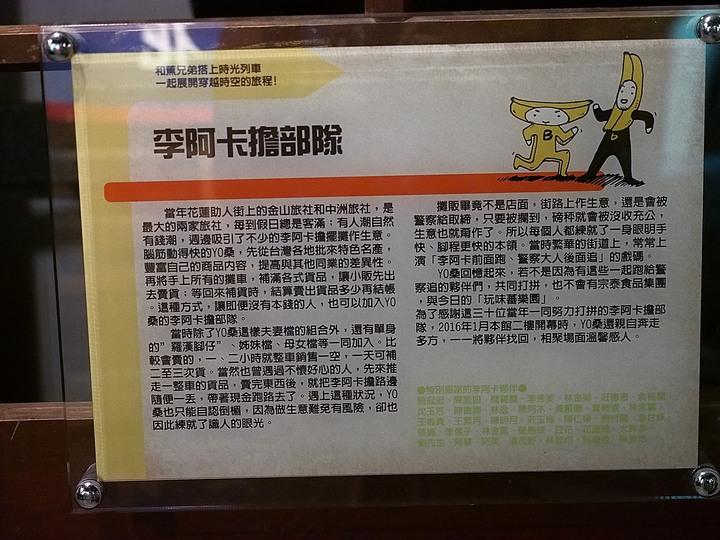 和蕉兄弟搭上時光列車
一起展開穿越時空的旅程!
李阿卡擔部隊
B
當年花蓮助人街上的金山旅社和中洲旅社，是
最大的兩家旅社，每到假日總是客滿；有人潮自然
有錢潮，週邊吸引了不少的李阿卡擔擺攤作生意。
腦筋動得快的YO桑，先從台灣各地批來特色名產，
豐富自己的商品內容，提高與其他同業的差異性。
再將手上所有的攤車，補滿各式貨品，讓小販先出
去賣貨；等回來補貨時，結算賣出貨品多少再結帳
。這種方式，讓即便沒有本錢的人，也可以加入YO
桑的李阿卡擔部隊。
當時除了YO桑這樣夫妻檔的組合外，還有單身
的"羅漢腳仔"、姊妹檔、母女檔等一同加入。比
較會賣的，一、二小時就整車銷售一空，一天可補
二至三次貨。當然也曾遇過不懷好心的人，先來推
走一整車的貨品，賣完東西後，就把李阿卡擔路邊
隨便一丟，帶著現金跑路去了。遇上這種狀況，YO
桑也只能自認倒楣，因為做生意難免有風險，卻也
因此練就了識人的眼光。
攤販畢竟不是店面，街路上作生意，還是會被
警察給取締，只要被攔到，磅秤就會被沒收充公，
生意也就甭作了。所以每個人都練就了一身眼明手
快、腳程更快的本領。當時繁華的街道上，常常上
演「李阿卡前面跑、警察大人後面追」的戲碼。
YO桑回憶起來，若不是因為有這些一起跑給警
察追的夥伴們，共同打拼，也不會有宗泰食品集團
，與今日的「玩味蕃樂園」。
為了感謝這三十位當年一同努力打拼的李阿卡擔部
隊，2016年1月本館二樓開幕時，YO桑還親自奔走
多方，一一將夥伴找回，相聚場面溫馨感人。
●特別感謝的李阿卡夥伴●